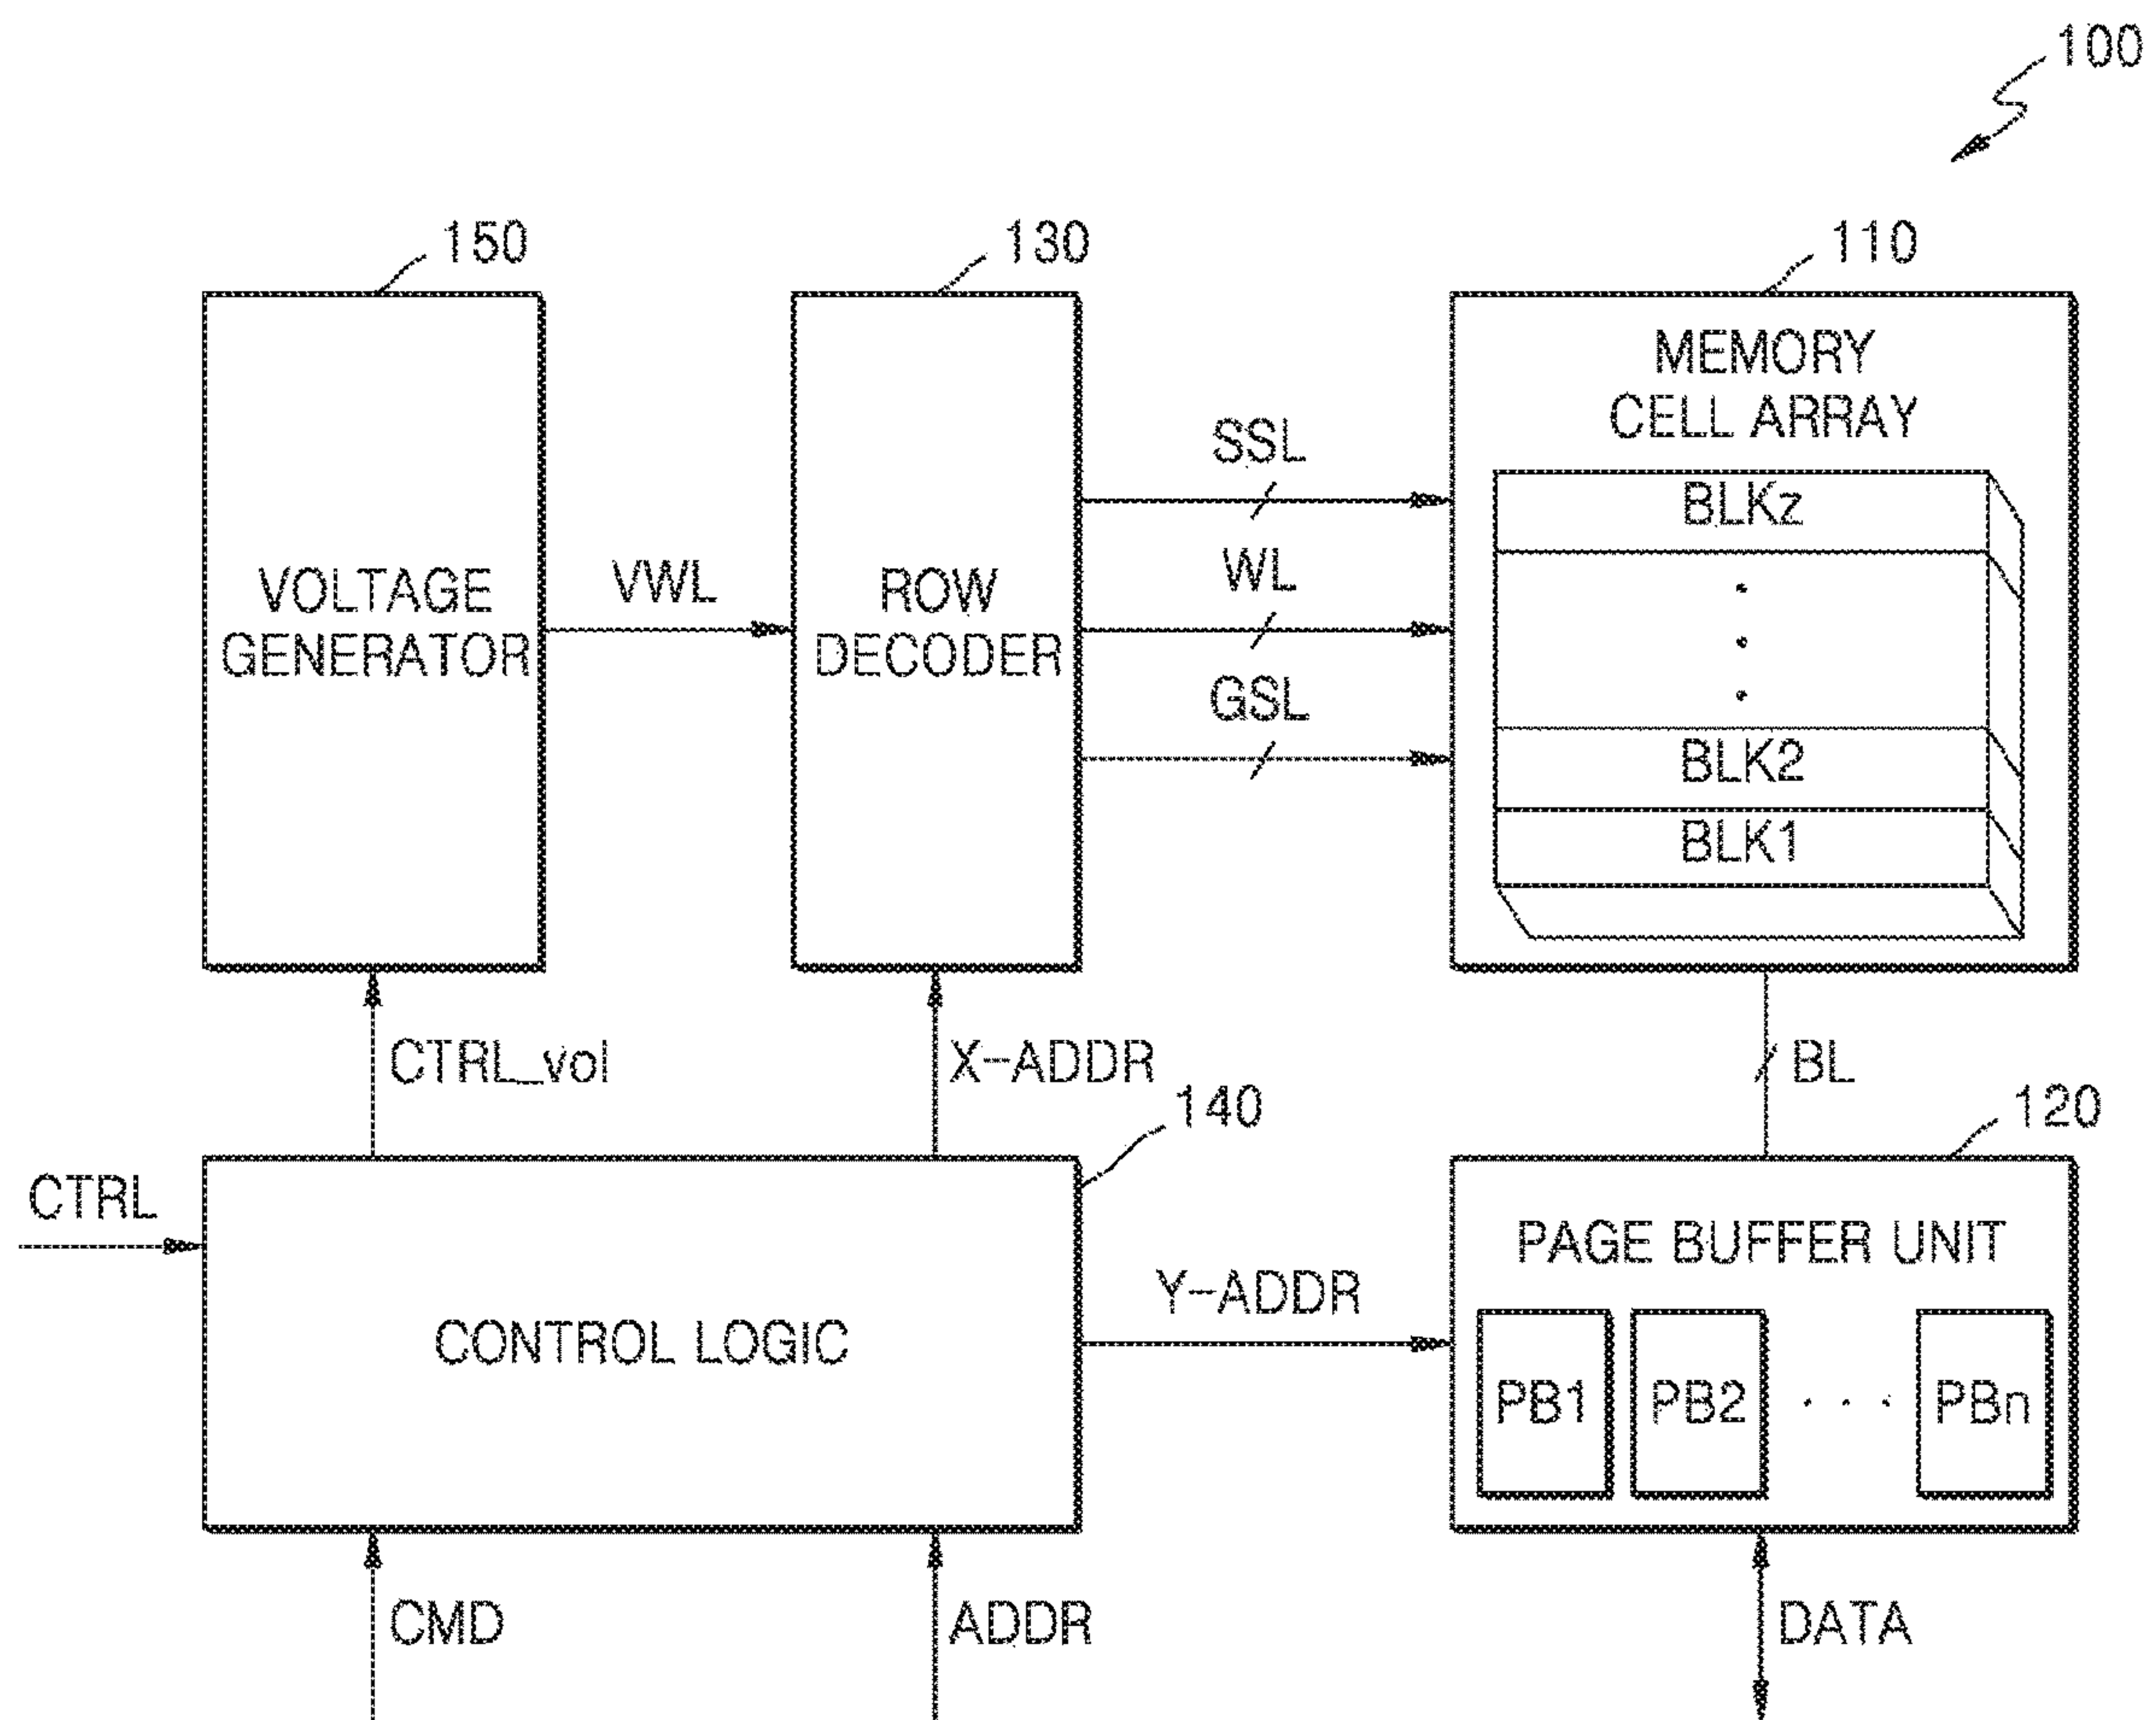 100
150
130
110
MEMORY
CELL ARRAY
SSL
BLKz
VOLTAGE
GENERATOR
VWL
ROW
DECODER
WL
GSL
BLK2
BLK1
CTRL_vol
X-ADDR
BL
140
120
CTRL
CONTROL LOGIC
Y-ADDR
PAGE BUFFER UNIT
PB1 PB2 · · · PBn
CMD
ADDR
DATA